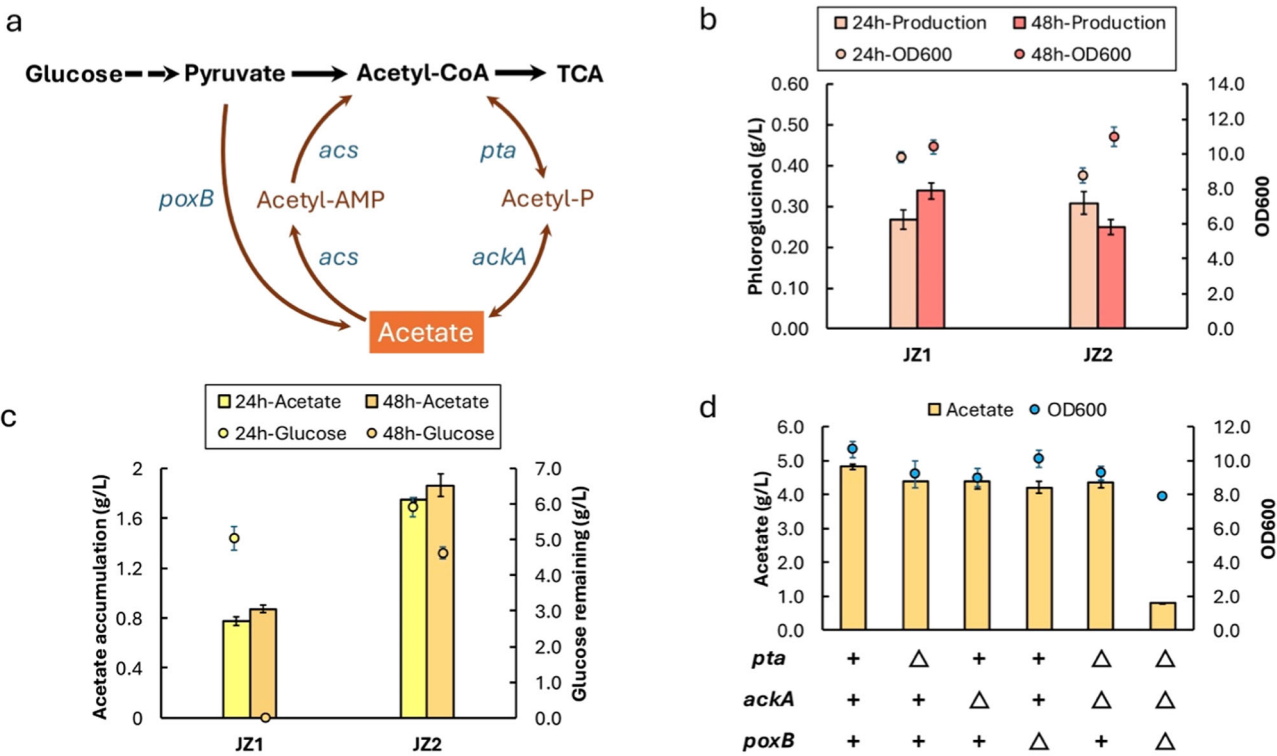 a
Glucose Pyruvate Acetyl-CoA TCA
acs pta
poxB Acetyl-AMP Acetyl-P
acs ackA
Acetate
b
24h-Production 48h-Production
24h-OD600 48h-OD600
Phloroglucinol (g/L)
0.60
0.50
0.40
0.30
0.20
0.10
0.00
14.0
12.0
10.0
8.0
6.0
4.0
2.0
0.0
OD600
JZ1 JZ2
c
24h-Acetate 48h-Acetate
24h-Glucose 48h-Glucose
Acetate accumulation (g/L)
2
1.6
1.2
0.8
0.4
0
7.0
6.0
5.0
4.0
3.0
2.0
1.0
0.0
Glucose remaining (g/L)
JZ1 JZ2
d
Acetate OD600
Acetate (g/L)
6.0
5.0
4.0
3.0
2.0
1.0
0.0
12.0
10.0
8.0
6.0
4.0
2.0
0.0
OD600
pta + △ + + △ △
ackA + + △ + △ △
poxB + + + △ + △